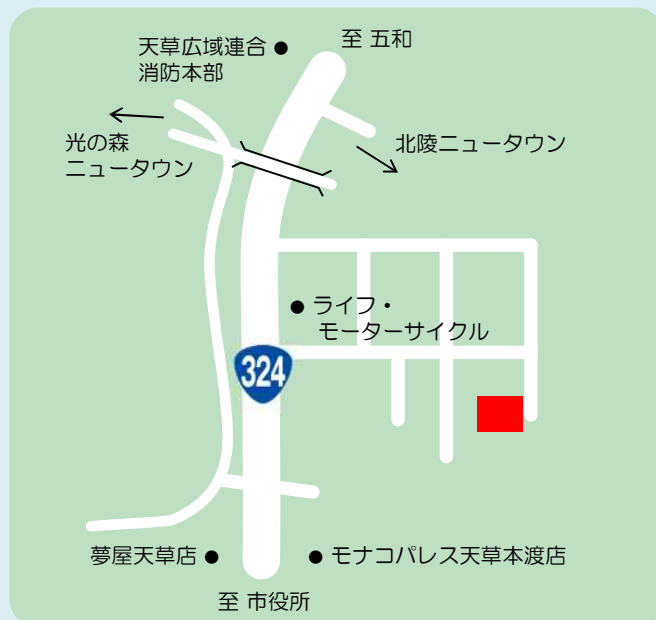 天草広域連合
消防本部
至 五和
光の森
ニュータウン
北陵ニュータウン
ライフ・
モーターサイクル
324
夢屋天草店
モナコパレス天草本渡店
至 市役所